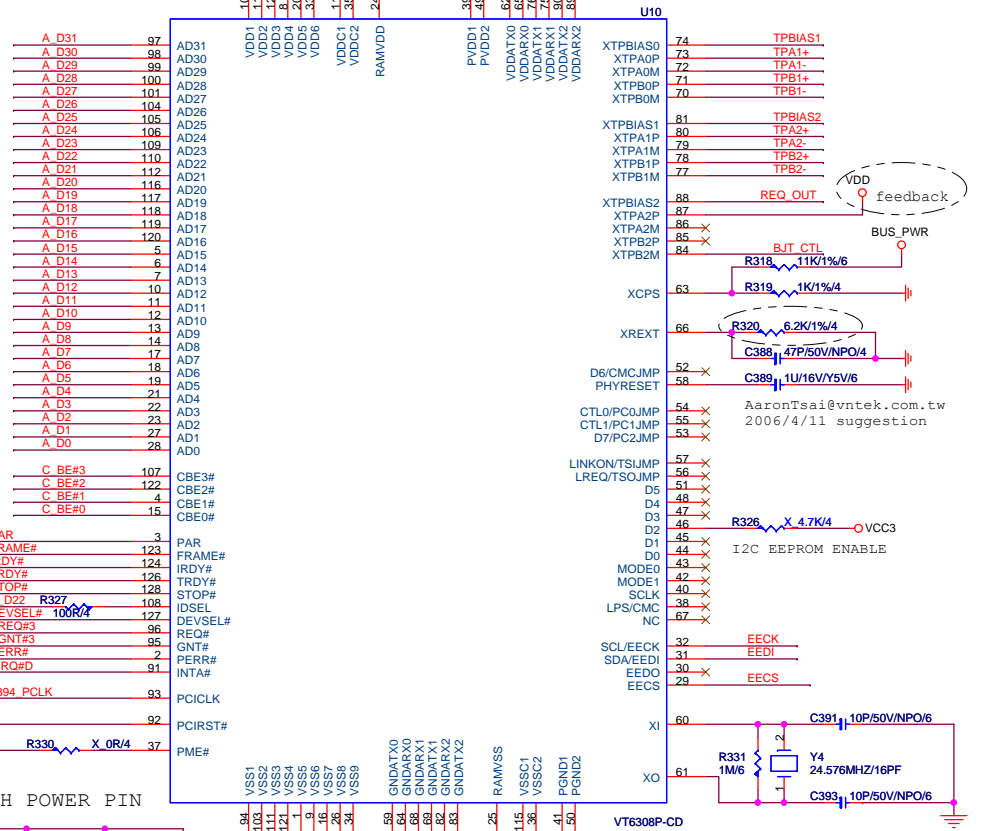 U10
VDD1
VDD2
VDD3
VDD4
VDD5
VDD6
VDDC1
VDDC2
RAMVDD
24
PVDD1
PVDD2
VDDATX0
VDDARX0
VDDATX1
VDDARX1
VDDATX2
VDDARX2
A_D31 97 AD31
A_D30 98 AD30
A_D29 99 AD29
A_D28 100 AD28
A_D27 101 AD27
A_D26 104 AD26
A_D25 105 AD25
A_D24 106 AD24
A_D23 109 AD23
A_D22 110 AD22
A_D21 112 AD21
A_D20 116 AD20
A_D19 117 AD19
A_D18 118 AD18
A_D17 119 AD17
A_D16 120 AD16
A_D15 5 AD15
A_D14 6 AD14
A_D13 7 AD13
A_D12 10 AD12
A_D11 11 AD11
A_D10 12 AD10
A_D9 13 AD9
A_D8 14 AD8
A_D7 17 AD7
A_D6 18 AD6
A_D5 19 AD5
A_D4 21 AD4
A_D3 22 AD3
A_D2 23 AD2
A_D1 27 AD1
A_D0 28 AD0
C_BE#3 107 CBE3#
C_BE#2 122 CBE2#
C_BE#1 4 CBE1#
C_BE#0 15 CBE0#
AR 3 PAR
RAME# 123 FRAME#
RDY# 124 IRDY#
RDY# 126 TRDY#
TOP# 128 STOP#
_D22 R327 100R/4 108 IDSEL
EVSEL# 127 DEVSEL#
REQ#3 96 REQ#
GNT#3 95 GNT#
ERR# 2 PERR#
RQ#D 91 INTA#
394_PCLK 93 PCICLK
92 PCIRST#
R330 X_0R/4 37 PME#
XTPBIAS0 74 TPBIAS1
XTPA0P 73 TPA1+
XTPA0M 72 TPA1-
XTPB0P 71 TPB1+
XTPB0M 70 TPB1-
XTPBIAS1 81 TPBIAS2
XTPA1P 80 TPA2+
XTPA1M 79 TPA2-
XTPB1P 78 TPB2+
XTPB1M 77 TPB2-
VDD
feedback
XTPBIAS2 88 REQ_OUT
XTPA2P 87
XTPA2M 86
XTPB2P 85
XTPB2M 84 BJT_CTL
BUS_PWR
R318 11K/1%/6
XCPS 63 R319 1K/1%/4
XREXT 66 R320 6.2K/1%/4
C388 47P/50V/NPO/4
D6/CMCJMP 52
PHYRESET 58 C389 1U/16V/Y5V/6
AaronTsai@vntek.com.tw
2006/4/11 suggestion
CTL0/PC0JMP 54
CTL1/PC1JMP 55
D7/PC2JMP 53
LINKON/TSIJMP 57
LREQ/TSOJMP 56
D5 51
D4 48
D3 47
D2 46 R326 X_4.7K/4 VCC3
I2C EEPROM ENABLE
D1 45
D0 44
MODE0 43
MODE1 42
SCLK 40
LPS/CMC 38
NC 67
SCL/EECK 32 EECK
SDA/EEDI 31 EEDI
EEDO 30
EECS 29 EECS
XI 60 C391 10P/50V/NPO/6
R331
1M/6
2
Y4
24.576MHZ/16PF
1
XO 61 C393 10P/50V/NPO/6
VSS1 94
VSS2 103
VSS3 111
VSS4 121
VSS5 1
VSS6 9
VSS7 16
VSS8 26
VSS9 34
GNDATX0 59
GNDARX0 64
GNDARX1 68
GNDATX1 69
GNDARX2 82
GNDATX2 83
RAMVSS 25
VSSC1 115
VSSC2 36
PGND1 41
PGND2 50
VT6308P-CD
H POWER PIN